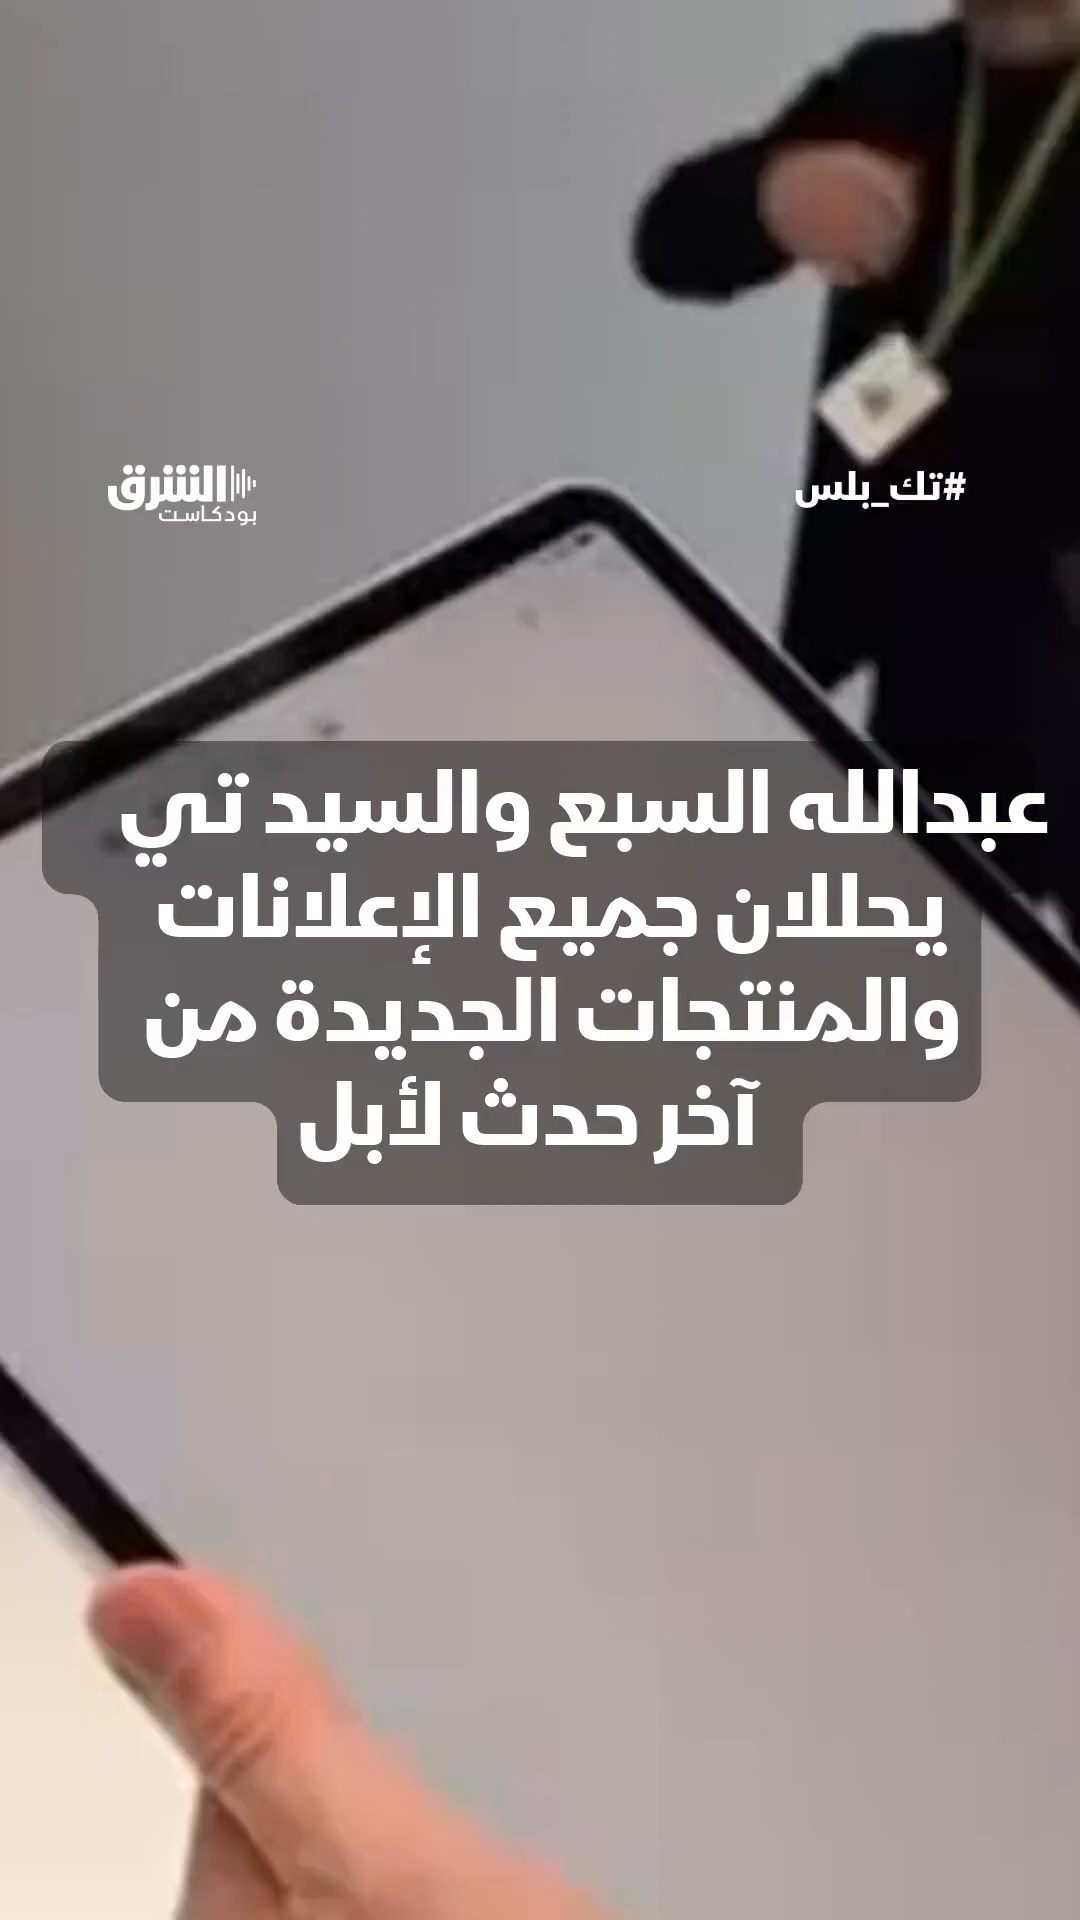 #تك_بلس
الشرق
بودكاست
عبدالله السبع والسيد تي
يحللان جميع الإعلانات
والمنتجات الجديدة من
آخر حدث لأبل